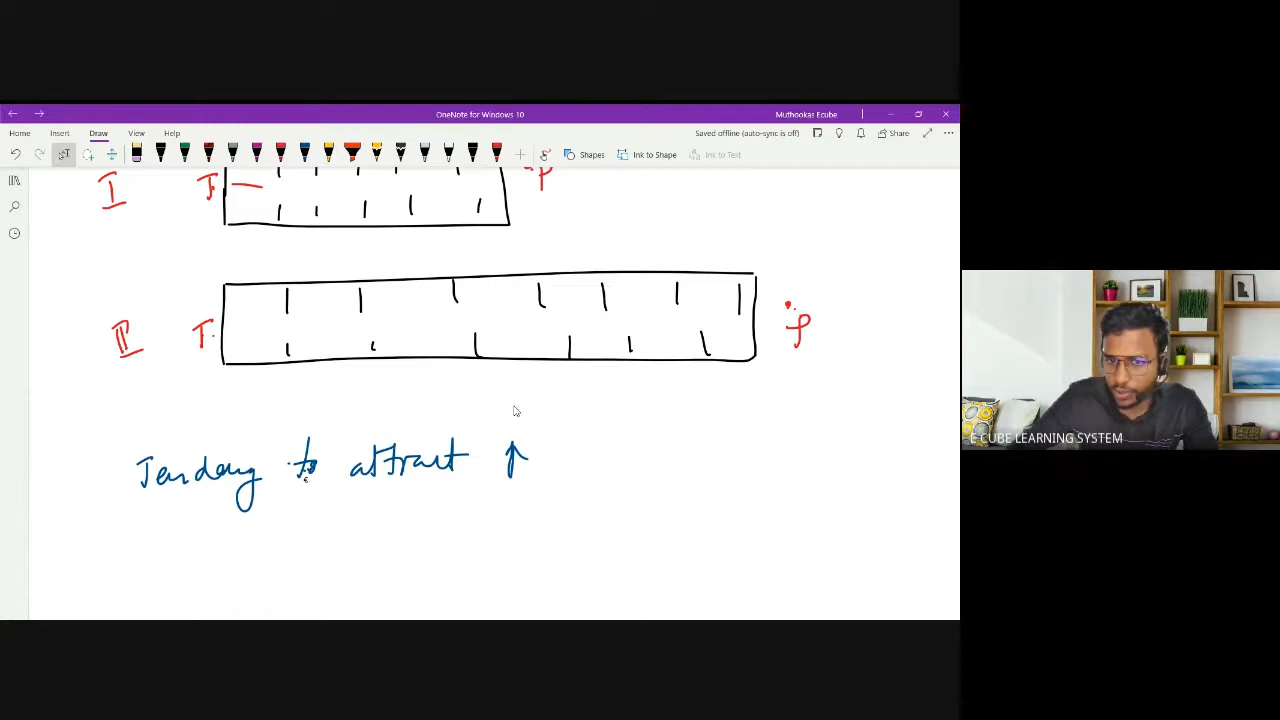 OneNote for Windows 10
Muthookas Ecube
Home Insert Draw View Help
Saved offline (auto-sync is off)
Share
Shapes Ink to Shape Ink to Text
I F P
II F P
Tendency to attract ↑
E CUBE LEARNING SYSTEM